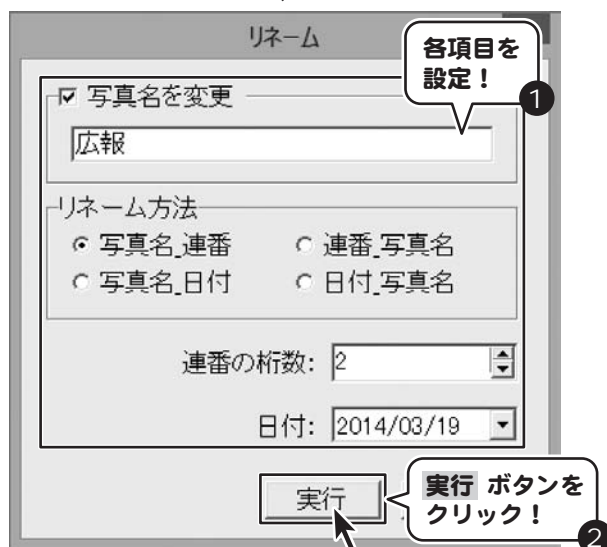 リネーム
各項目を
設定！
1
写真名を変更
広報
リネーム方法
写真名_連番
連番_写真名
写真名_日付
日付_写真名
連番の桁数: 2
日付: 2014/03/19
実行
実行 ボタンを
クリック！
2